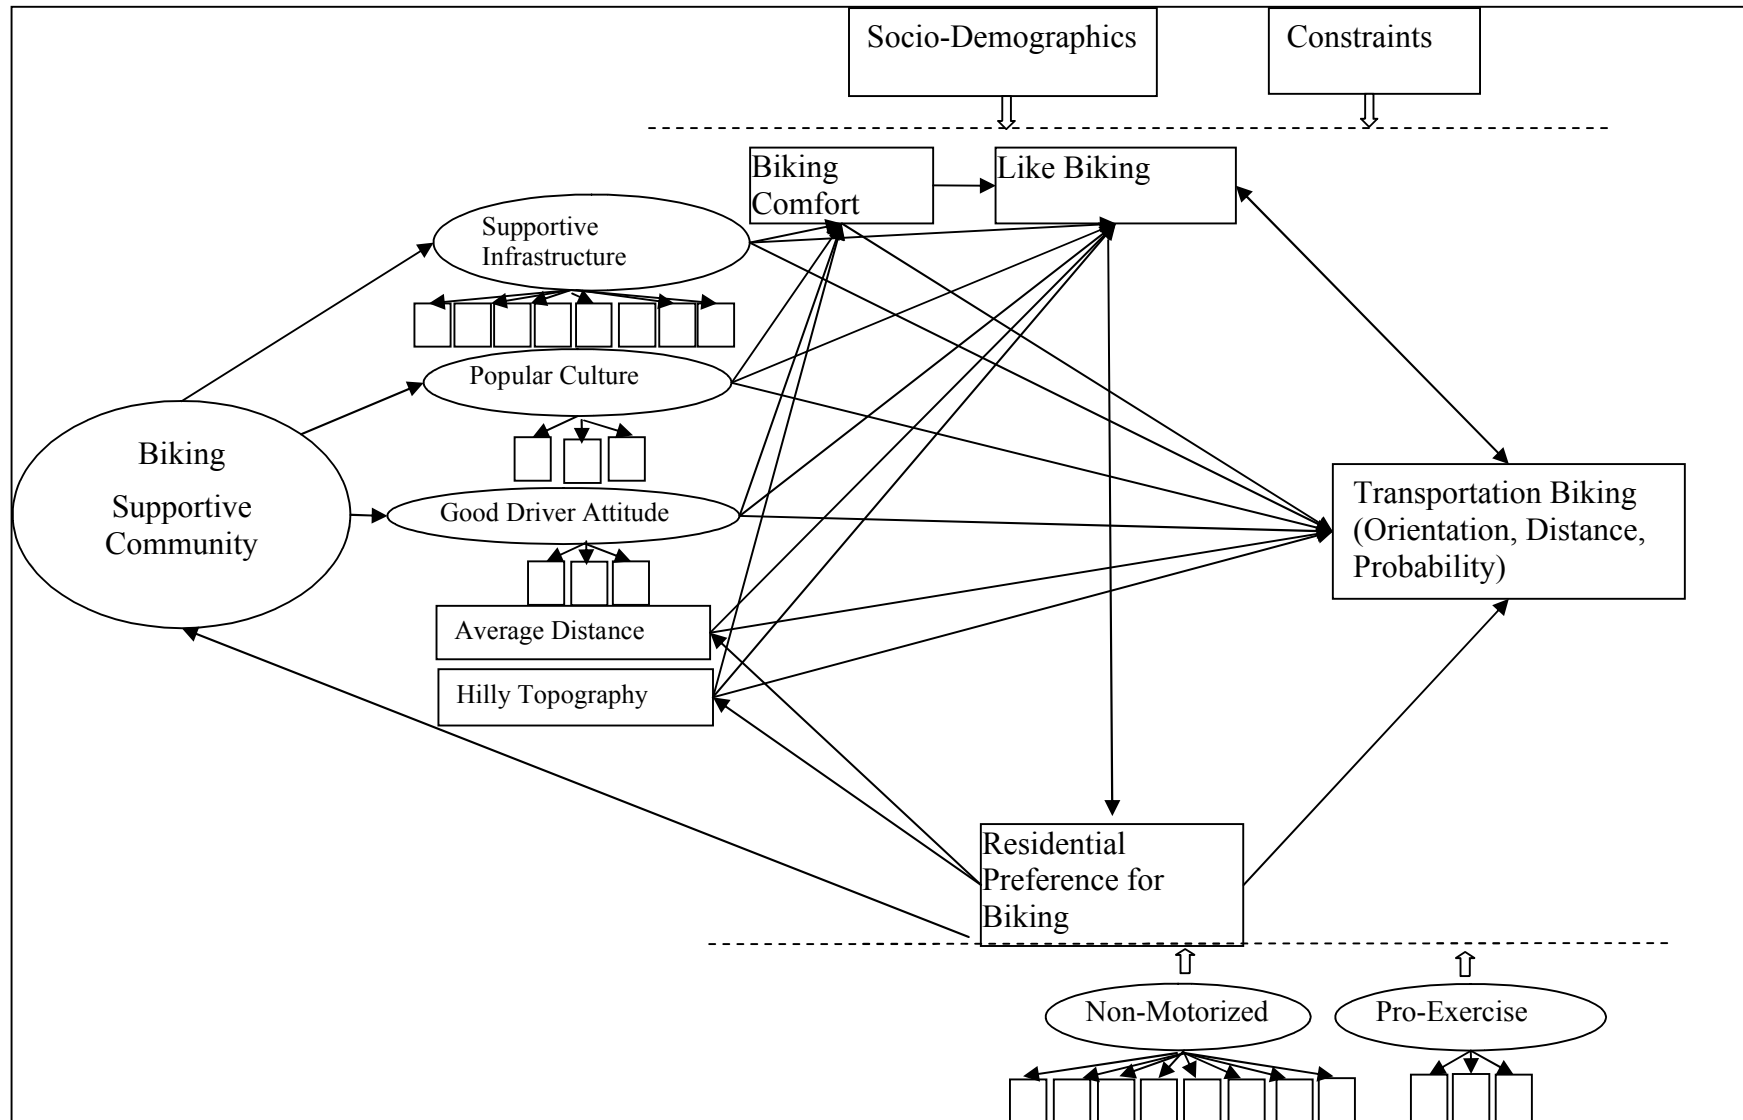 Socio-Demographics
Constraints
Biking
Comfort
Like Biking
Supportive
Infrastructure
Popular Culture
Biking
Supportive
Community
Good Driver Attitude
Transportation Biking
(Orientation, Distance,
Probability)
Average Distance
Hilly Topography
Residential
Preference for
Biking
Non-Motorized
Pro-Exercise